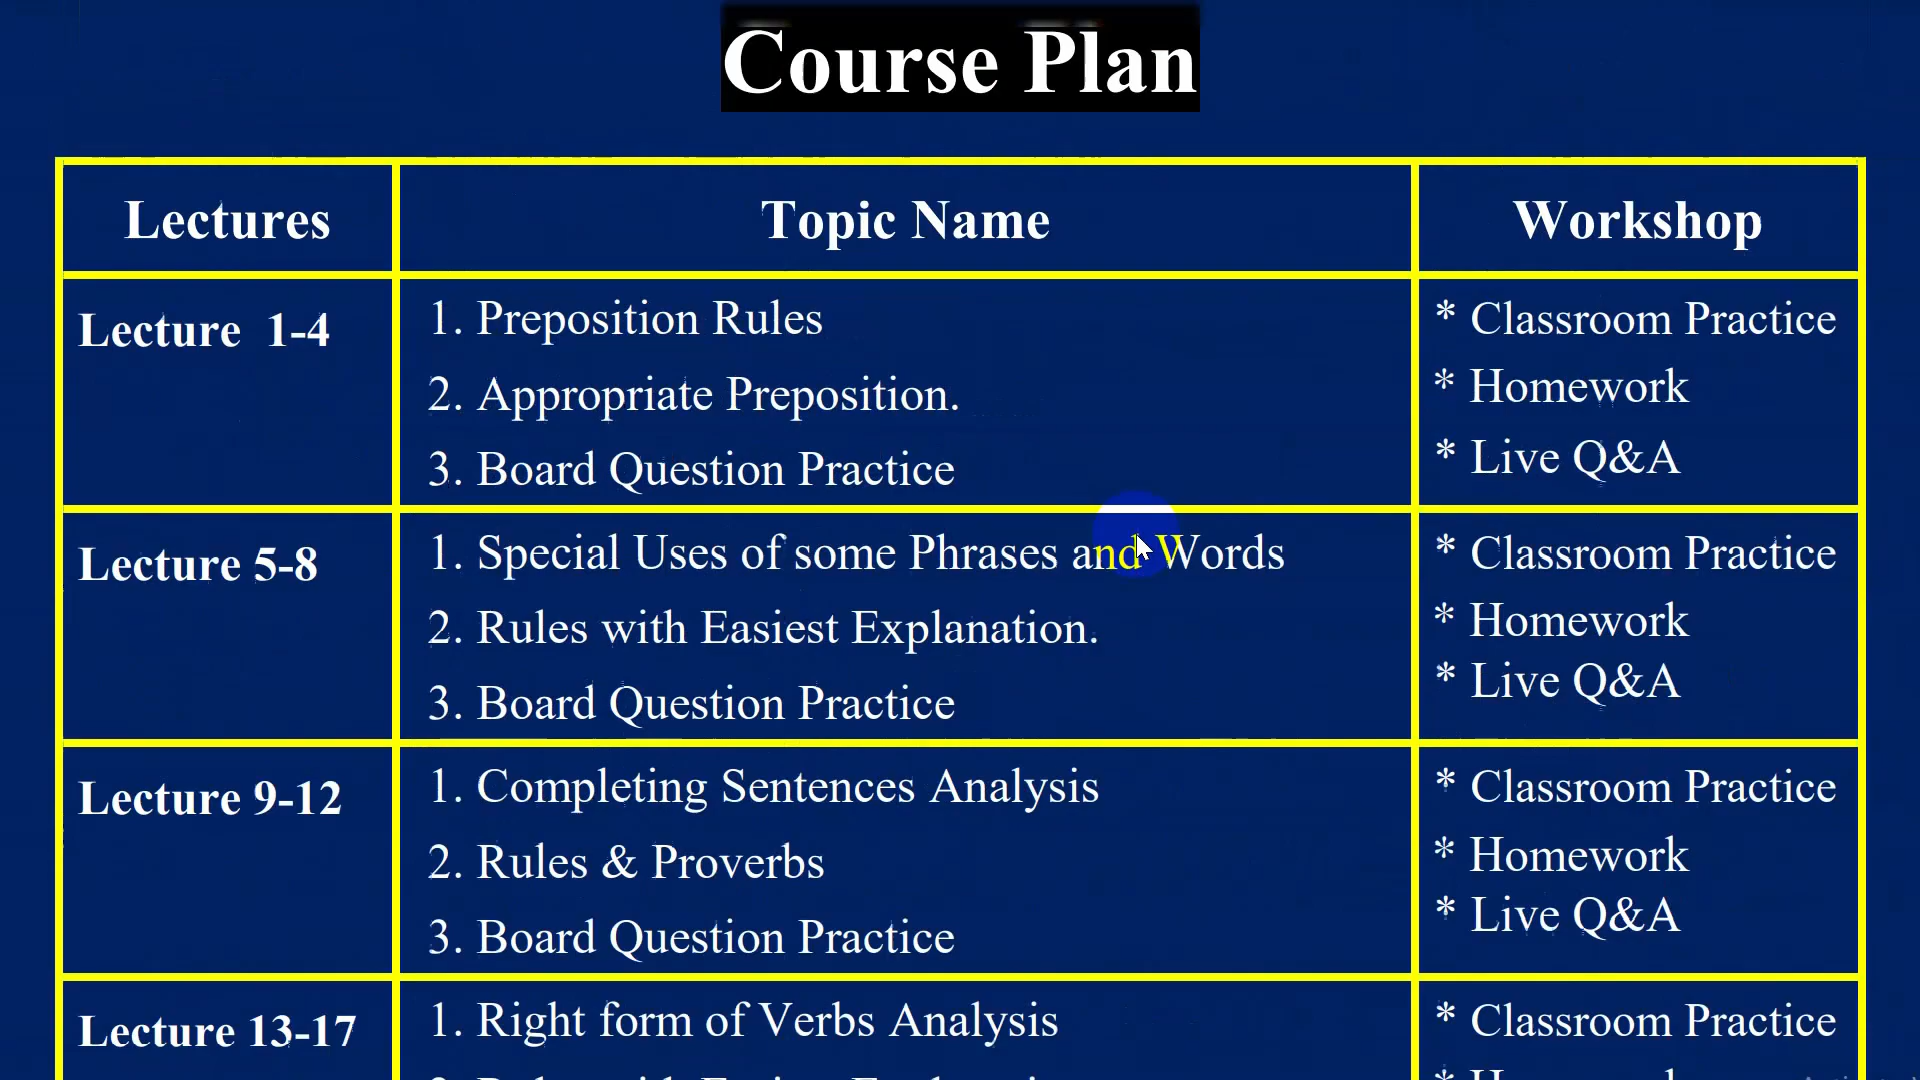 Course Plan
Lectures Topic Name Workshop
Lecture 1-4
1. Preposition Rules
2. Appropriate Preposition.
3. Board Question Practice
* Classroom Practice
* Homework
* Live Q&A
Lecture 5-8
1. Special Uses of some Phrases and Words
2. Rules with Easiest Explanation.
3. Board Question Practice
* Classroom Practice
* Homework
* Live Q&A
Lecture 9-12
1. Completing Sentences Analysis
2. Rules & Proverbs
3. Board Question Practice
* Classroom Practice
* Homework
* Live Q&A
Lecture 13-17
1. Right form of Verbs Analysis
* Classroom Practice